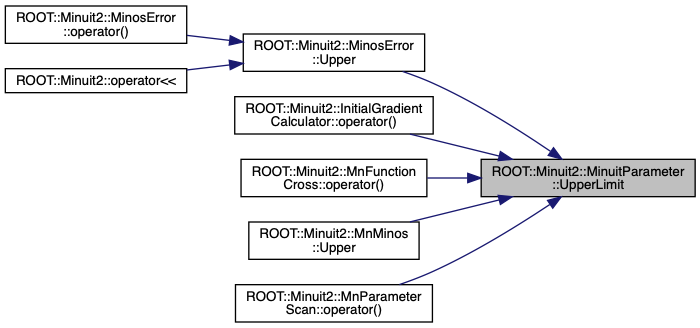 ROOT::Minuit2::MinosError
::operator()
ROOT::Minuit2::operator<<
ROOT::Minuit2::MinosError
::Upper
ROOT::Minuit2::InitialGradient
Calculator::operator()
ROOT::Minuit2::MnFunction
Cross::operator()
ROOT::Minuit2::MnMinos
::Upper
ROOT::Minuit2::MnParameter
Scan::operator()
ROOT::Minuit2::MinuitParameter
::UpperLimit